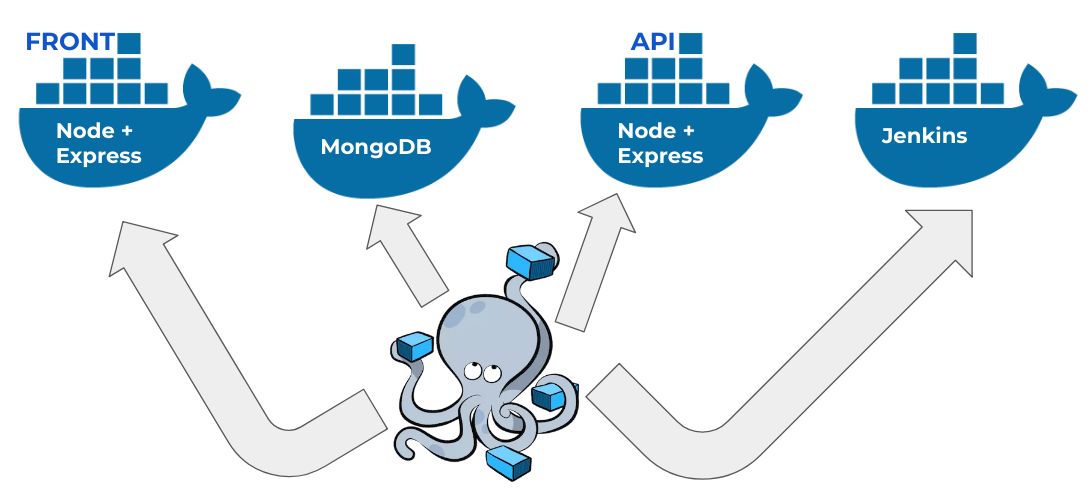 FRONT
Node +
Express
MongoDB
API
Node +
Express
Jenkins